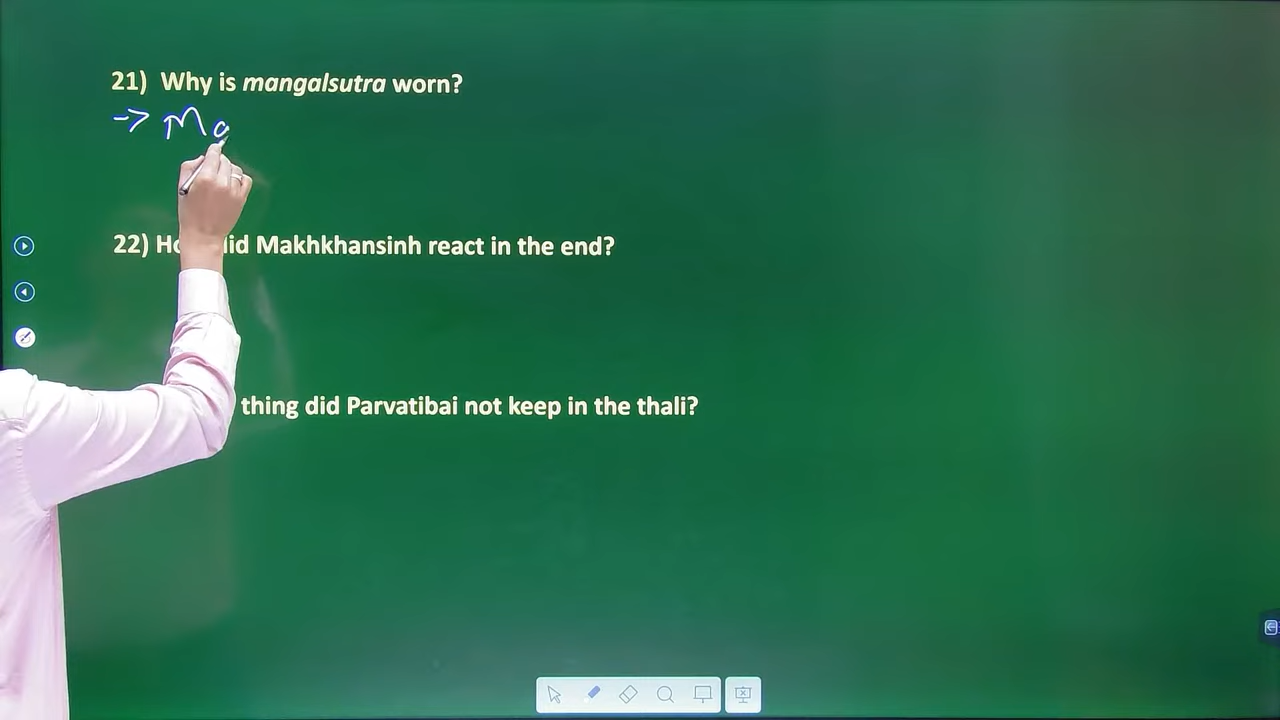 21) Why is mangalsutra worn?
→ Ma
22) did Makhkhansinh react in the end?
thing did Parvatibai not keep in the thali?